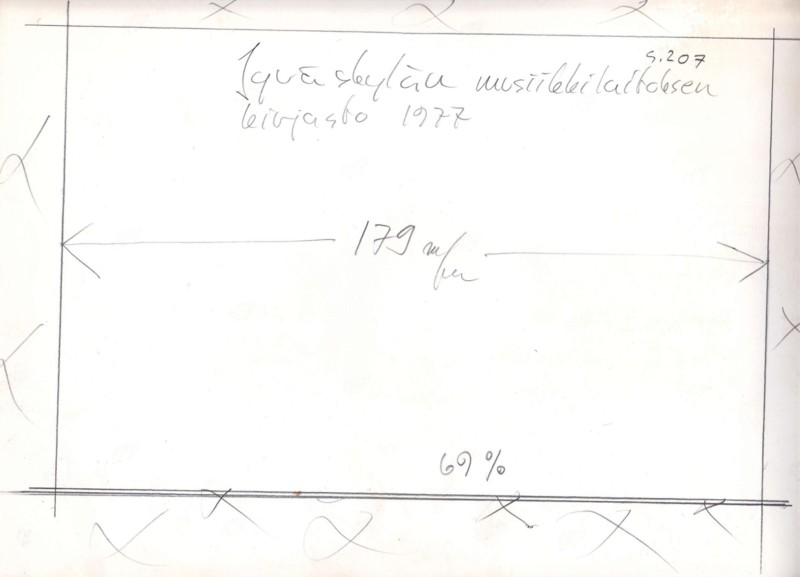 s.207
Jyväskylän musiikkilaitoksen
kirjasto 1977
179 m/m
69 %